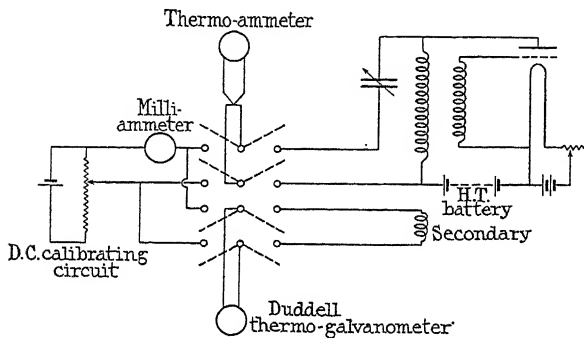 Thermo-ammeter
Milli-
ammeter
H.T.
battery
Secondary
D.C. calibrating
circuit
Duddell
thermo-galvanometer